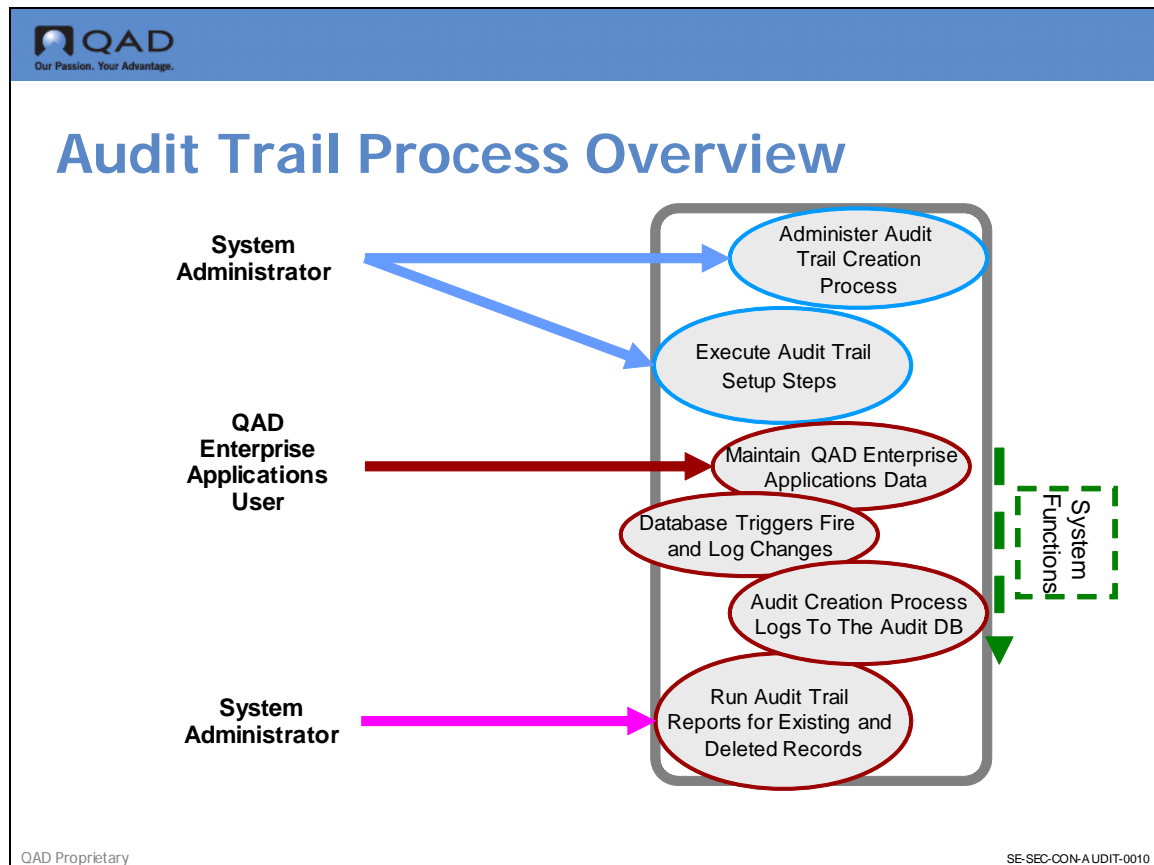 QAD
Our Passion. Your Advantage.
Audit Trail Process Overview
System
Administrator
Administer Audit
Trail Creation
Process
Execute Audit Trail
Setup Steps
QAD
Enterprise
Applications
User
Maintain QAD Enterprise
Applications Data
Database Triggers Fire
and Log Changes
System
Functions
Audit Creation Process
Logs To The Audit DB
System
Administrator
Run Audit Trail
Reports for Existing and
Deleted Records
QAD Proprietary
SE-SEC-CON-AUDIT-0010